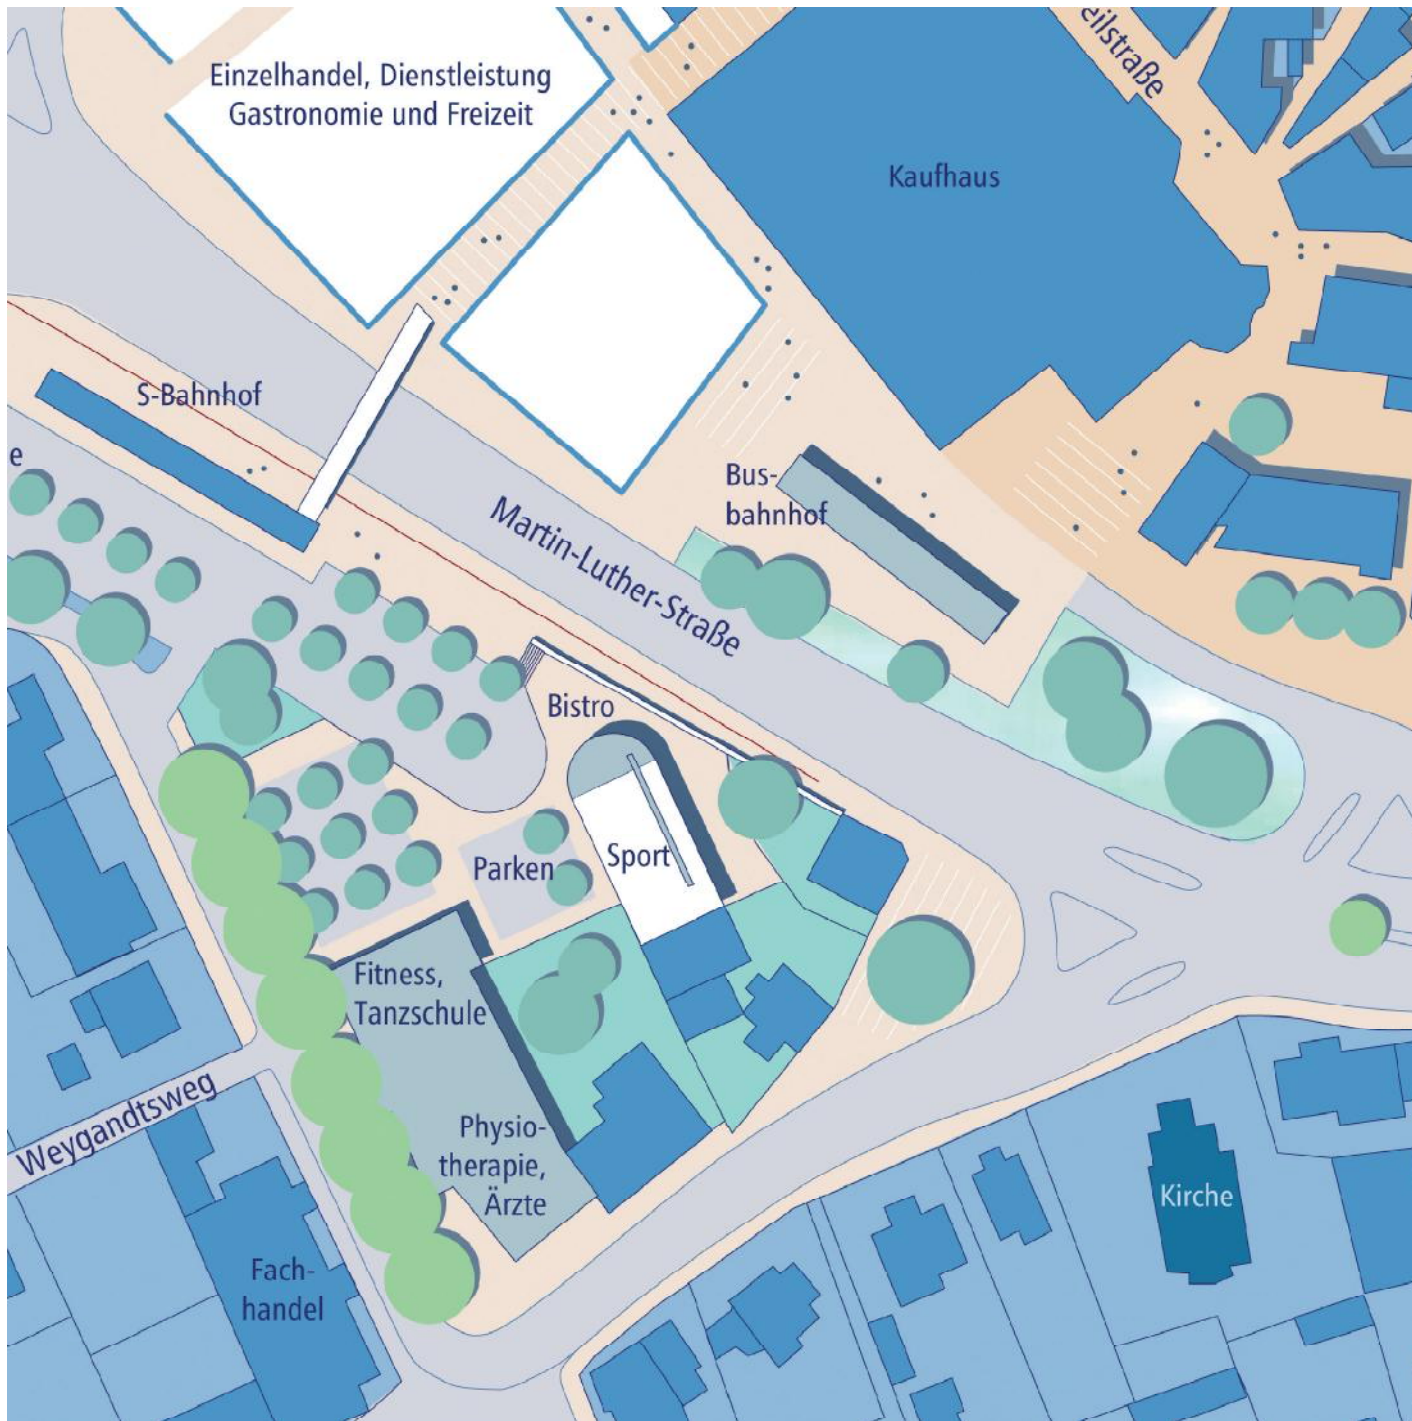 Einzelhandel, Dienstleistung
Gastronomie und Freizeit
eilstraße
Kaufhaus
S-Bahnhof
e
Bus-
bahnhof
Martin-Luther-Straße
Bistro
Sport
Parken
Fitness,
Tanzschule
Weygandtsweg
Physio-
therapie,
Ärzte
Kirche
Fach-
handel